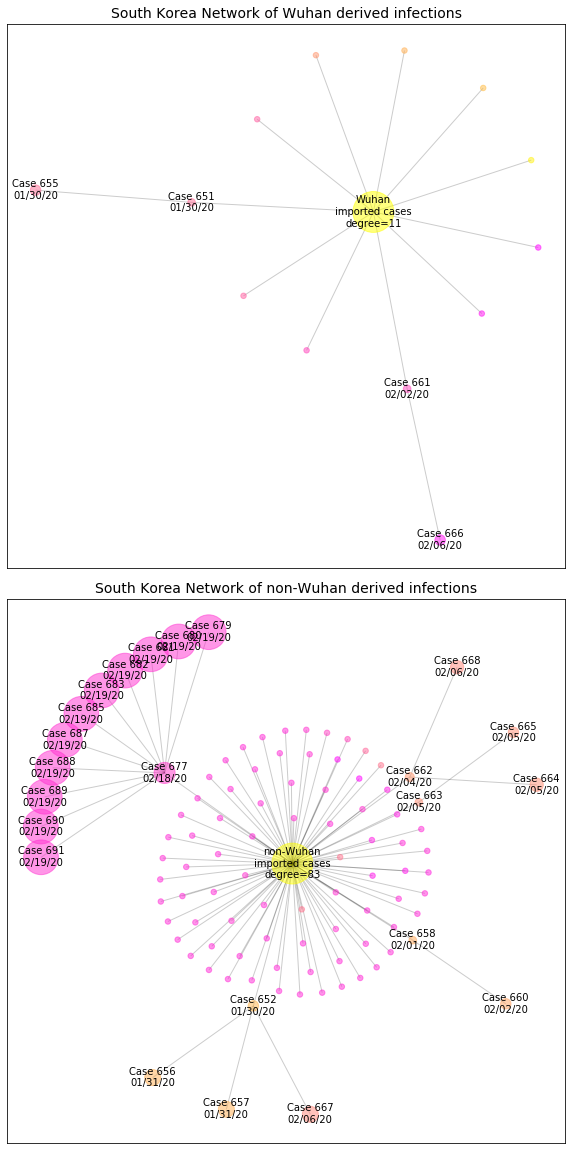 South Korea Network of Wuhan derived infections
Case 655
01/30/20
Case 651
01/30/20
Wuhan
imported cases
degree=11
Case 661
02/02/20
Case 666
02/06/20
South Korea Network of non-Wuhan derived infections
Case 679
02/19/20
Case 680
02/19/20
Case 681
02/19/20
Case 682
02/19/20
Case 683
02/19/20
Case 685
02/19/20
Case 687
02/19/20
Case 688
02/19/20
Case 689
02/19/20
Case 690
02/19/20
Case 691
02/19/20
Case 677
02/18/20
Case 668
02/06/20
Case 665
02/05/20
Case 662
02/04/20
Case 664
02/05/20
Case 663
02/05/20
non-Wuhan
imported cases
degree=83
Case 658
02/01/20
Case 660
02/02/20
Case 652
01/30/20
Case 656
01/31/20
Case 657
01/31/20
Case 667
02/06/20